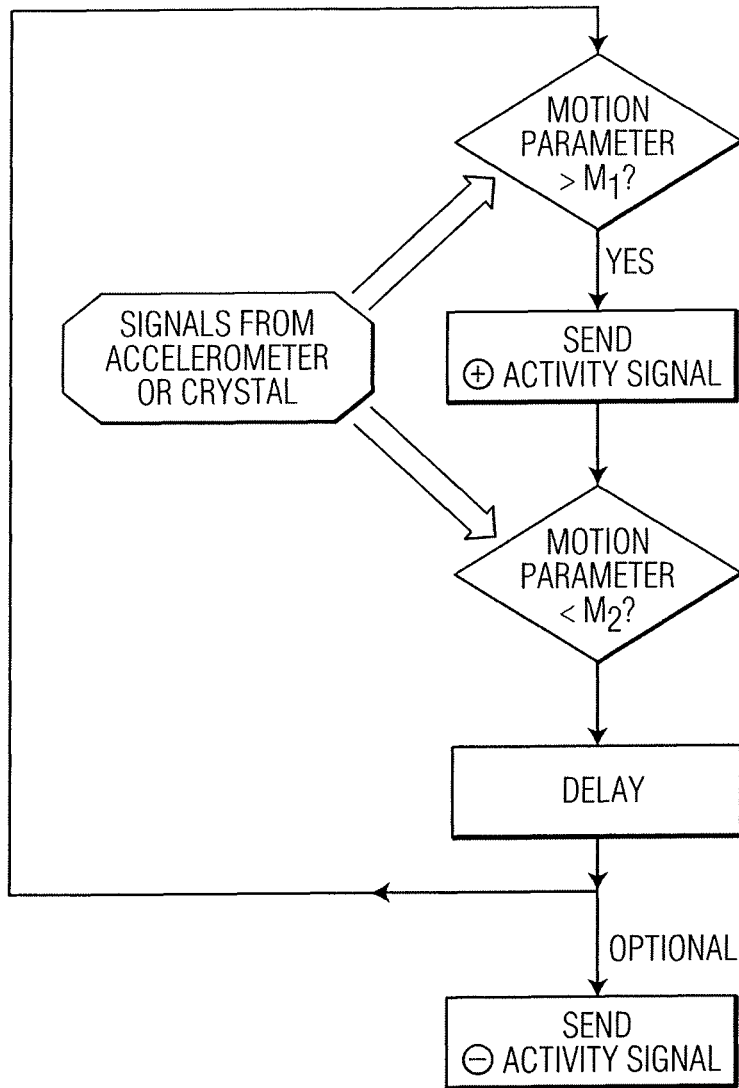 MOTION
PARAMETER
> M₁?
YES
SIGNALS FROM
ACCELEROMETER
OR CRYSTAL
SEND
⊕ ACTIVITY SIGNAL
MOTION
PARAMETER
< M₂?
DELAY
OPTIONAL
SEND
⊖ ACTIVITY SIGNAL